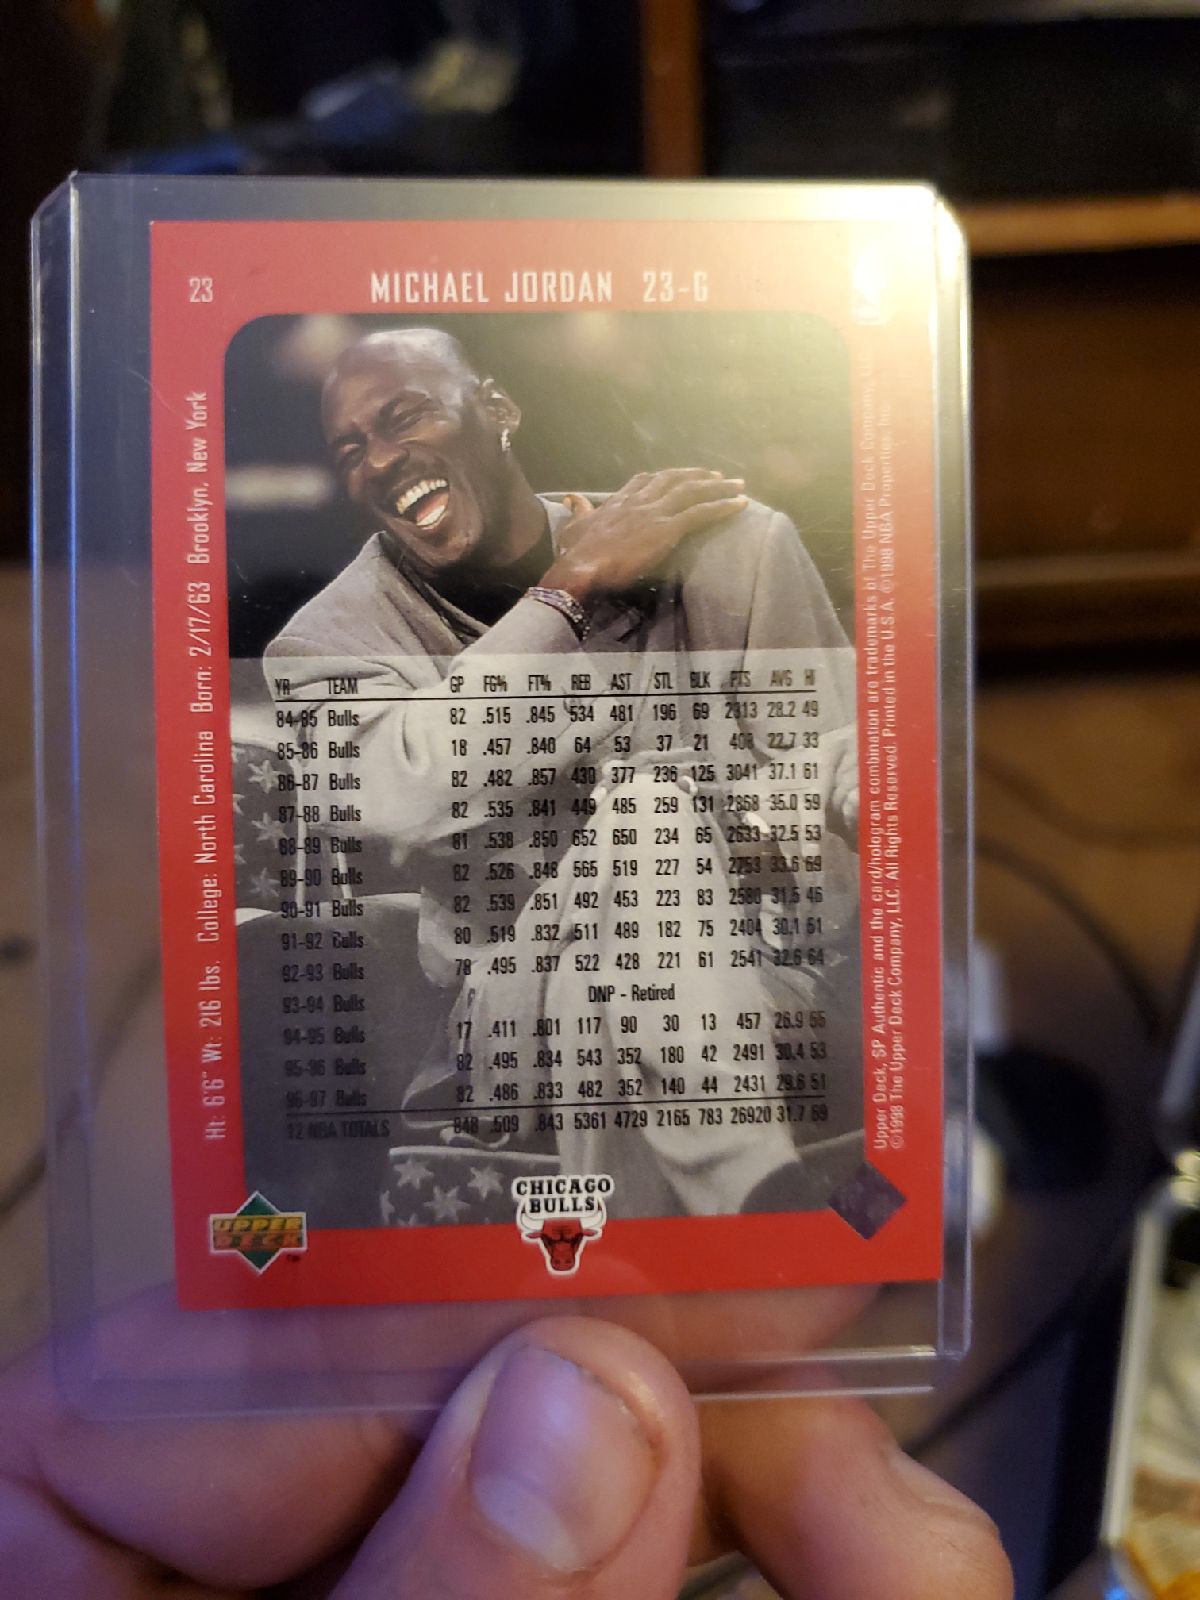 23
MICHAEL JORDAN 23-G
Ht: 6'6" Wt: 216 lbs. College: North Carolina Born: 2/17/63 Brooklyn, New York
YR TEAM GP FG% FT% REB AST STL BLK PTS AVG HI
84-85 Bulls 82 .515 .845 534 481 196 69 2313 28.2 49
85-86 Bulls 18 .457 .840 64 53 37 21 408 22.7 33
86-87 Bulls 82 .482 .857 430 377 236 125 3041 37.1 61
87-88 Bulls 82 .535 .841 449 485 259 131 2868 35.0 59
88-89 Bulls 81 .538 .850 652 650 234 65 2633 32.5 53
89-90 Bulls 82 .526 .848 565 519 227 54 2753 33.6 69
90-91 Bulls 82 .539 .851 492 453 223 83 2580 31.5 46
91-92 Bulls 80 .519 .832 511 489 182 75 2404 30.1 51
92-93 Bulls 78 .495 .837 522 428 221 61 2541 32.6 64
93-94 Bulls DNP - Retired
94-95 Bulls 17 .411 .801 117 90 30 13 457 26.9 55
95-96 Bulls 82 .495 .834 543 352 180 42 2491 30.4 53
96-97 Bulls 82 .486 .833 482 352 140 44 2431 29.6 51
12 NBA TOTALS 848 .509 .843 5361 4729 2165 783 26920 31.7 69
Upper Deck, SP Authentic and the card/hologram combination are trademarks of The Upper Deck Company, LLC.
©1998 The Upper Deck Company, LLC. All Rights Reserved. Printed in the U.S.A. ©1998 NBA Properties, Inc.
UPPER
DECK
CHICAGO
BULLS